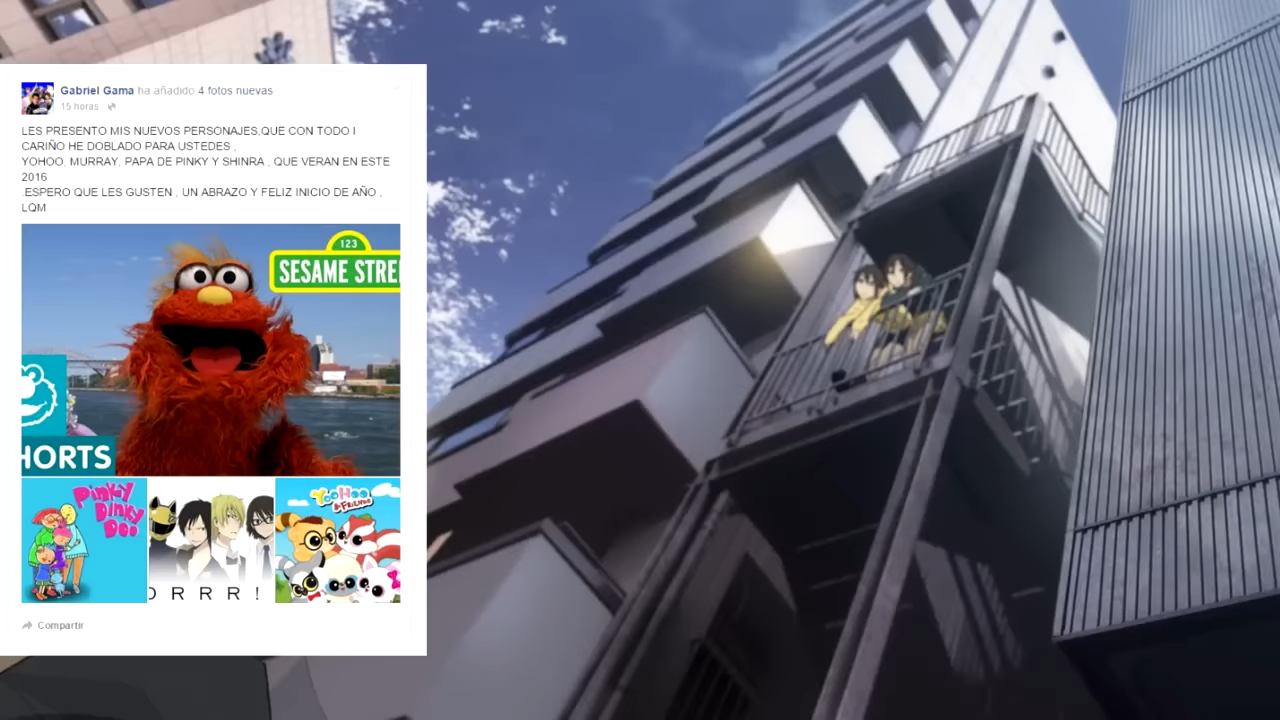 Gabriel Gama ha añadido 4 fotos nuevas
15 horas
LES PRESENTO MIS NUEVOS PERSONAJES,QUE CON TODO I
CARIÑO HE DOBLADO PARA USTEDES ,
YOHOO, MURRAY, PAPA DE PINKY Y SHINRA , QUE VERAN EN ESTE
2016
ESPERO QUE LES GUSTEN , UN ABRAZO Y FELIZ INICIO DE AÑO ,
LQM
123
SESAME STREE
HORTS
Pinky
Dinky
Doo
YooHoo
& Friends
RRR!
Compartir